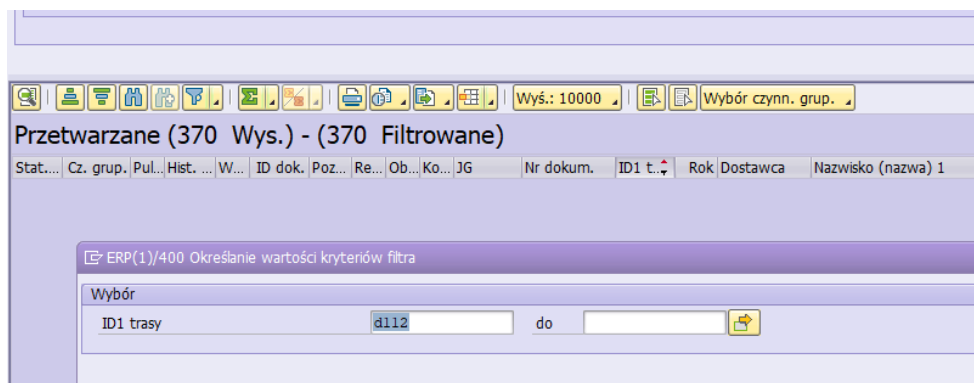 Wyś.: 10000 Wybór czynn. grup.
Przetwarzane (370 Wys.) - (370 Filtrowane)
Stat.... Cz. grup. Pul... Hist. ... W... ID dok. Poz... Re... Ob... Ko... JG Nr dokum. ID1 t... Rok Dostawca Nazwisko (nazwa) 1
ERP(1)/400 Określanie wartości kryteriów filtra
Wybór
ID1 trasy d112 do